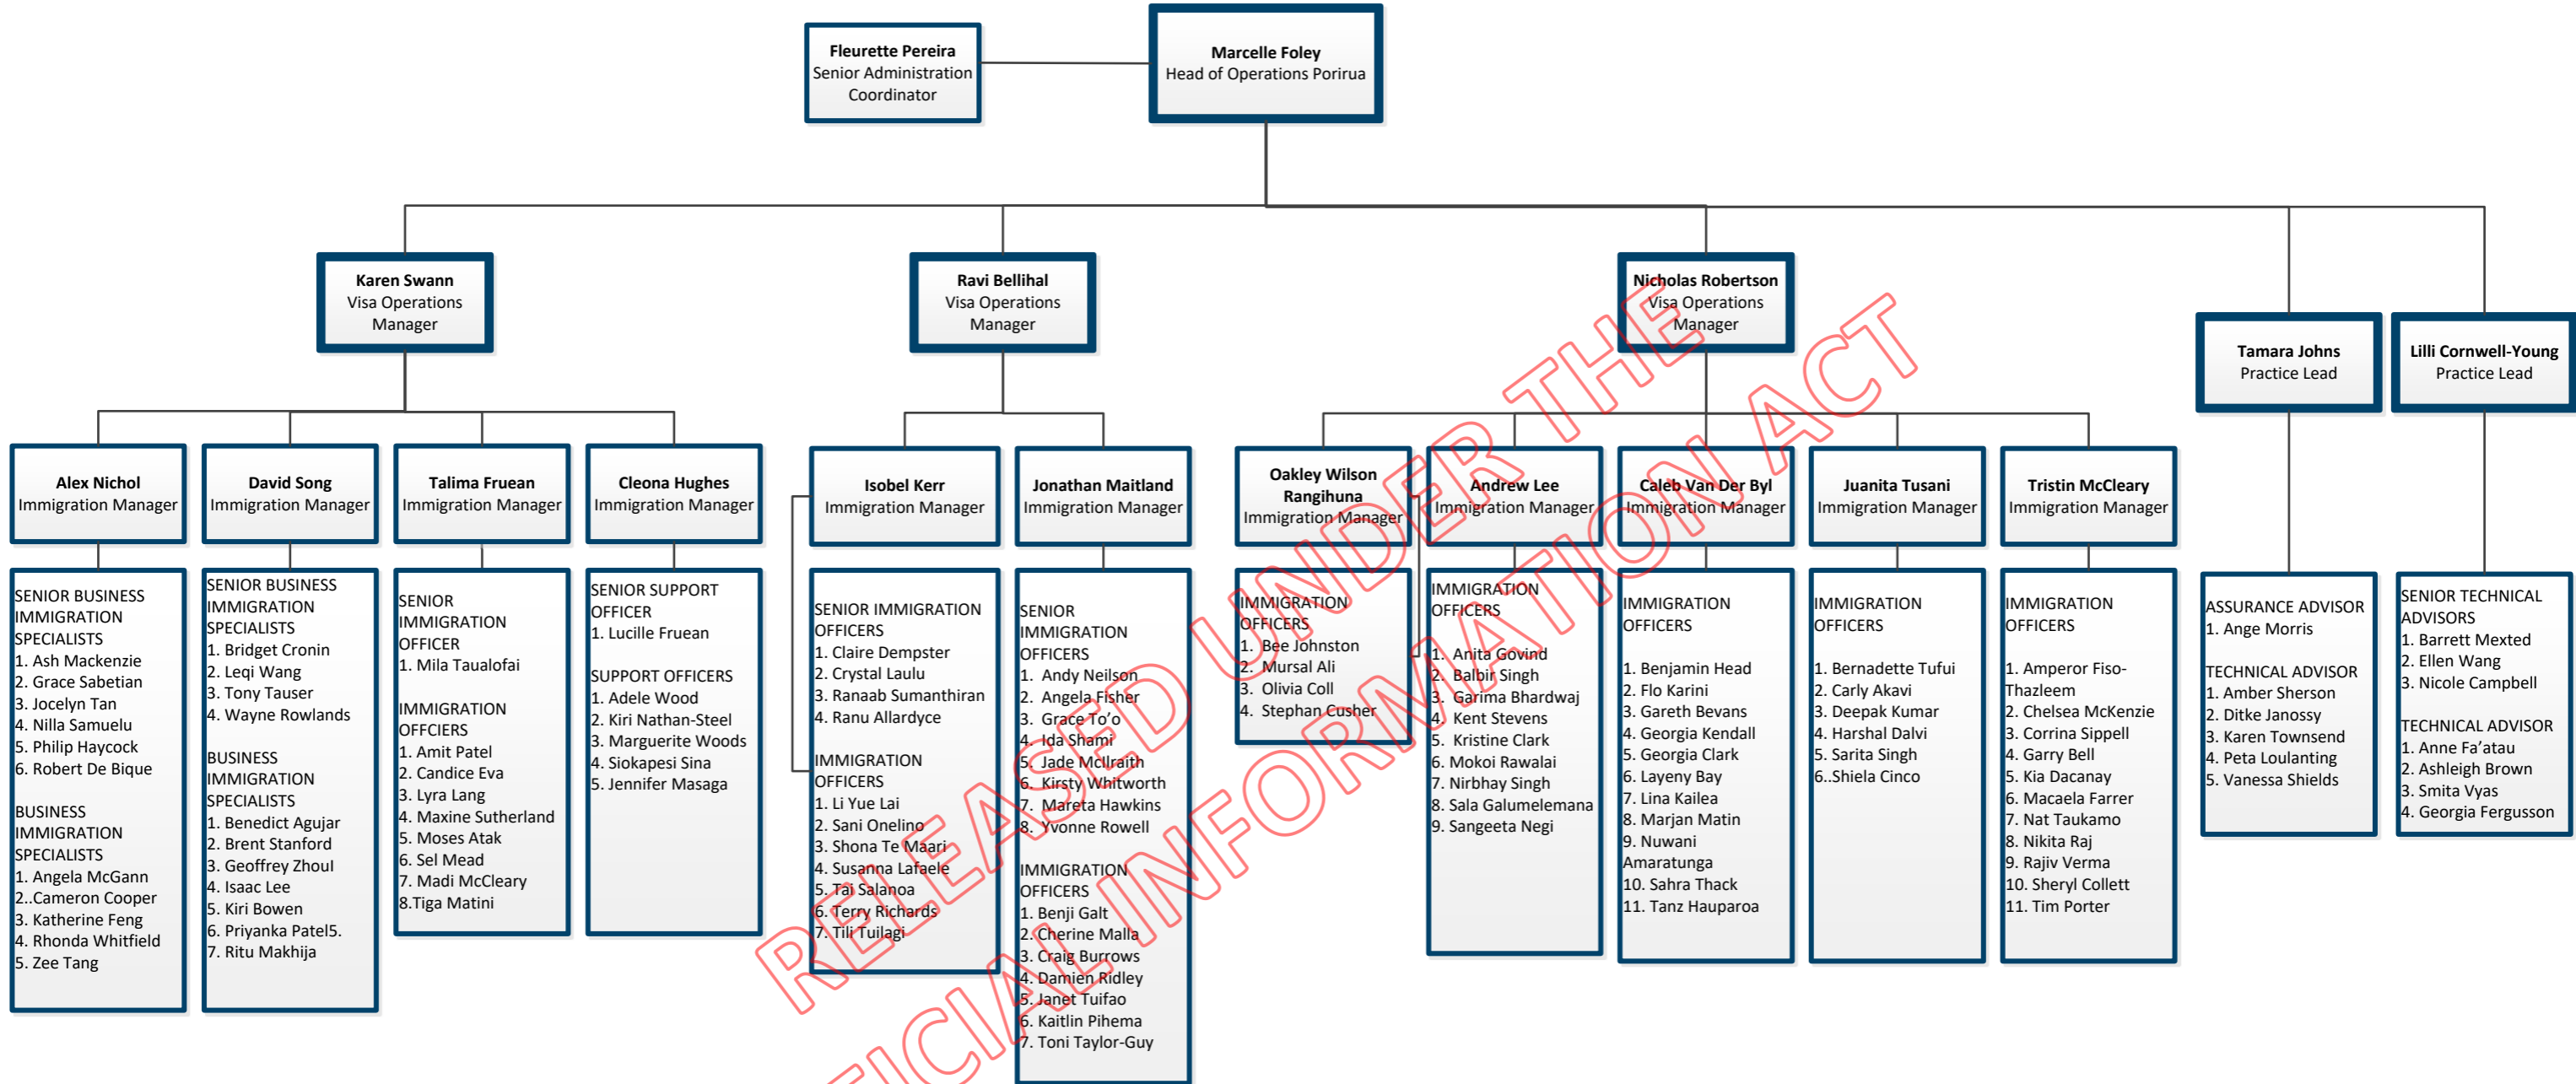 Fleurette Pereira
Senior Administration
Coordinator
Marcelle Foley
Head of Operations Porirua
Karen Swann
Visa Operations
Manager
Ravi Bellihal
Visa Operations
Manager
Nicholas Robertson
Visa Operations
Manager
Tamara Johns
Practice Lead
Lilli Cornwell-Young
Practice Lead
Alex Nichol
Immigration Manager
David Song
Immigration Manager
Talima Fruean
Immigration Manager
Cleona Hughes
Immigration Manager
Isobel Kerr
Immigration Manager
Jonathan Maitland
Immigration Manager
Oakley Wilson
Rangihuna
Immigration Manager
Andrew Lee
Immigration Manager
Caleb Van Der Byl
Immigration Manager
Juanita Tusani
Immigration Manager
Tristin McCleary
Immigration Manager
SENIOR BUSINESS
IMMIGRATION
SPECIALISTS
1. Ash Mackenzie
2. Grace Sabetian
3. Jocelyn Tan
4. Nilla Samuelu
5. Philip Haycock
6. Robert De Bique
BUSINESS
IMMIGRATION
SPECIALISTS
1. Angela McGann
2..Cameron Cooper
3. Katherine Feng
4. Rhonda Whitfield
5. Zee Tang
SENIOR BUSINESS
IMMIGRATION
SPECIALISTS
1. Bridget Cronin
2. Leqi Wang
3. Tony Tauser
4. Wayne Rowlands
BUSINESS
IMMIGRATION
SPECIALISTS
1. Benedict Agujar
2. Brent Stanford
3. Geoffrey Zhoul
4. Isaac Lee
5. Kiri Bowen
6. Priyanka Patel5.
7. Ritu Makhija
SENIOR
IMMIGRATION
OFFICER
1. Mila Taualofai
IMMIGRATION
OFFCIERS
1. Amit Patel
2. Candice Eva
3. Lyra Lang
4. Maxine Sutherland
5. Moses Atak
6. Sel Mead
7. Madi McCleary
8.Tiga Matini
SENIOR SUPPORT
OFFICER
1. Lucille Fruean
SUPPORT OFFICERS
1. Adele Wood
2. Kiri Nathan-Steel
3. Marguerite Woods
4. Siokapesi Sina
5. Jennifer Masaga
SENIOR IMMIGRATION
OFFICERS
1. Claire Dempster
2. Crystal Laulu
3. Ranaab Sumanthiran
4. Ranu Allardyce
IMMIGRATION
OFFICERS
1. Li Yue Lai
2. Sani Onelino
3. Shona Te Maari
4. Susanna Lafaele
5. Tai Salanoa
6. Terry Richards
7. Tili Tuilagi
SENIOR
IMMIGRATION
OFFICERS
1. Andy Neilson
2. Angela Fisher
3. Grace To’o
4. Ida Shami
5. Jade McIlraith
6. Kirsty Whitworth
7. Mareta Hawkins
8. Yvonne Rowell
IMMIGRATION
OFFICERS
1. Benji Galt
2. Cherine Malla
3. Craig Burrows
4. Damien Ridley
5. Janet Tuifao
6. Kaitlin Pihema
7. Toni Taylor-Guy
IMMIGRATION
OFFICERS
1. Bee Johnston
2. Mursal Ali
3. Olivia Coll
4. Stephan Cusher
IMMIGRATION
OFFICERS
1. Anita Govind
2. Balbir Singh
3. Garima Bhardwaj
4. Kent Stevens
5. Kristine Clark
6. Mokoi Rawalai
7. Nirbhay Singh
8. Sala Galumelemana
9. Sangeeta Negi
IMMIGRATION
OFFICERS
1. Benjamin Head
2. Flo Karini
3. Gareth Bevans
4. Georgia Kendall
5. Georgia Clark
6. Layeny Bay
7. Lina Kailea
8. Marjan Matin
9. Nuwani
Amaratunga
10. Sahra Thack
11. Tanz Hauparoa
IMMIGRATION
OFFICERS
1. Bernadette Tufui
2. Carly Akavi
3. Deepak Kumar
4. Harshal Dalvi
5. Sarita Singh
6..Shiela Cinco
IMMIGRATION
OFFICERS
1. Amperor Fiso-
Thazleem
2. Chelsea McKenzie
3. Corrina Sippell
4. Garry Bell
5. Kia Dacanay
6. Macaela Farrer
7. Nat Taukamo
8. Nikita Raj
9. Rajiv Verma
10. Sheryl Collett
11. Tim Porter
ASSURANCE ADVISOR
1. Ange Morris
TECHNICAL ADVISOR
1. Amber Sherson
2. Ditke Janossy
3. Karen Townsend
4. Peta Loulanting
5. Vanessa Shields
SENIOR TECHNICAL
ADVISORS
1. Barrett Mexted
2. Ellen Wang
3. Nicole Campbell
TECHNICAL ADVISOR
1. Anne Fa’atau
2. Ashleigh Brown
3. Smita Vyas
4. Georgia Fergusson
RELEASED UNDER THE
INFORMATION ACT